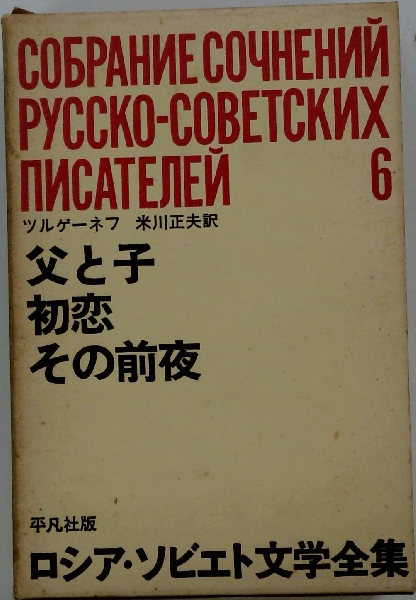 СОБРАНИЕ СОЧНЕНИЙ
РУССКО-СОВЕТСКИХ
ПИСАТЕЛЕЙ 6
ツルゲーネフ 米川正夫訳
父と子
初恋
その前夜
平凡社版
ロシア・ソビエト文学全集